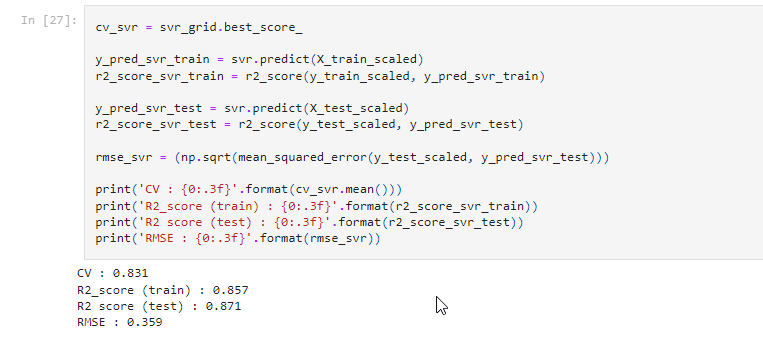 In [27]:
cv_svr = svr_grid.best_score_
y_pred_svr_train = svr.predict(X_train_scaled)
r2_score_svr_train = r2_score(y_train_scaled, y_pred_svr_train)
y_pred_svr_test = svr.predict(X_test_scaled)
r2_score_svr_test = r2_score(y_test_scaled, y_pred_svr_test)
rmse_svr = (np.sqrt(mean_squared_error(y_test_scaled, y_pred_svr_test)))
print('CV : {0:.3f}'.format(cv_svr.mean()))
print('R2_score (train) : {0:.3f}'.format(r2_score_svr_train))
print('R2 score (test) : {0:.3f}'.format(r2_score_svr_test))
print('RMSE : {0:.3f}'.format(rmse_svr))
CV : 0.831
R2_score (train) : 0.857
R2 score (test) : 0.871
RMSE : 0.359